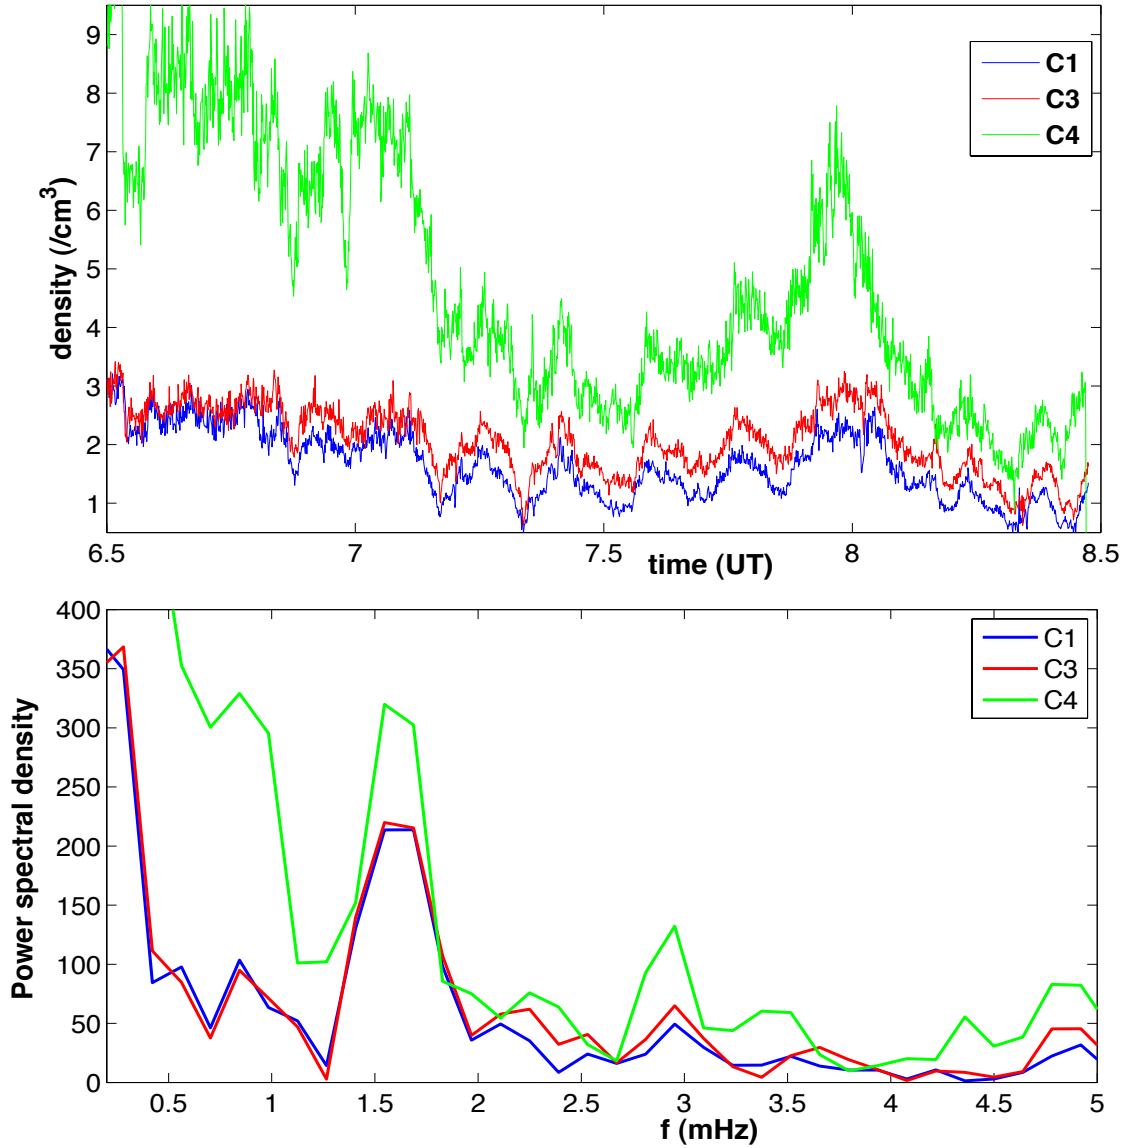 9
8
7
6
5
4
3
2
1
density (/cm³)
C1
C3
C4
6.5 7 7.5 8 8.5
time (UT)
400
350
300
250
200
150
100
50
0
Power spectral density
C1
C3
C4
0.5 1 1.5 2 2.5 3 3.5 4 4.5 5
f (mHz)